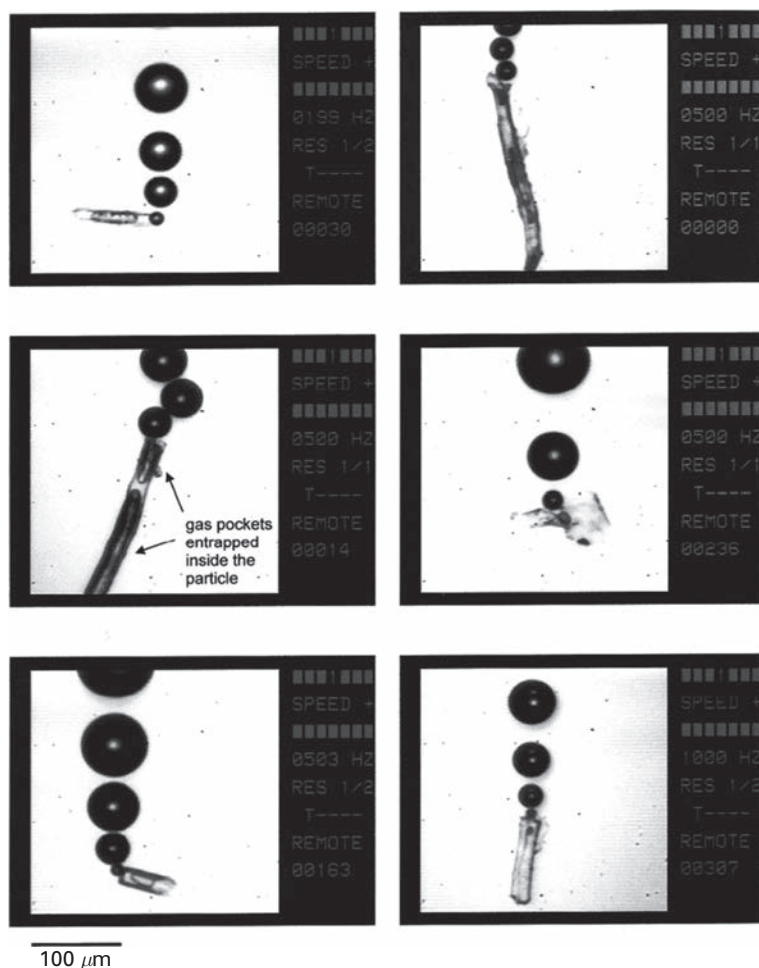 SPEED +
0199 HZ
RES 1/2
T----
REMOTE
00030
SPEED +
0500 HZ
RES 1/1
T----
REMOTE
00000
SPEED +
0500 HZ
RES 1/1
T----
REMOTE
00014
gas pockets
entrapped
inside the
particle
SPEED +
0500 HZ
RES 1/1
T----
REMOTE
00236
SPEED +
0503 HZ
RES 1/2
T----
REMOTE
00163
SPEED +
1000 HZ
RES 1/2
T----
REMOTE
00307
100 μm